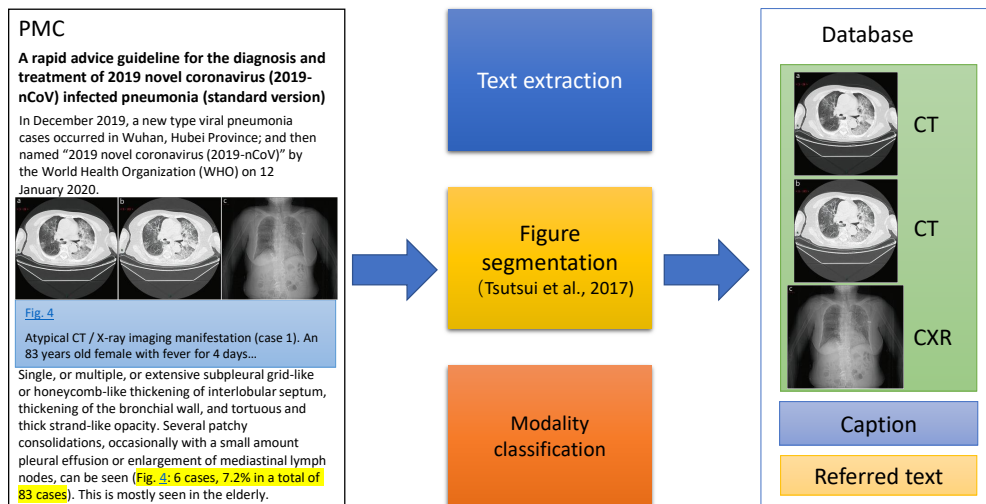 PMC
A rapid advice guideline for the diagnosis and
treatment of 2019 novel coronavirus (2019-
nCoV) infected pneumonia (standard version)
In December 2019, a new type viral pneumonia
cases occurred in Wuhan, Hubei Province; and then
named “2019 novel coronavirus (2019-nCoV)” by
the World Health Organization (WHO) on 12
January 2020.
a
b
c
Fig. 4
Atypical CT / X-ray imaging manifestation (case 1). An
83 years old female with fever for 4 days…
Single, or multiple, or extensive subpleural grid-like
or honeycomb-like thickening of interlobular septum,
thickening of the bronchial wall, and tortuous and
thick strand-like opacity. Several patchy
consolidations, occasionally with a small amount
pleural effusion or enlargement of mediastinal lymph
nodes, can be seen (Fig. 4: 6 cases, 7.2% in a total of
83 cases). This is mostly seen in the elderly.
Text extraction
Figure
segmentation
(Tsutsui et al., 2017)
Modality
classification
Database
a
CT
b
CT
c
CXR
Caption
Referred text